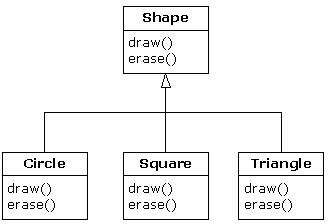 Shape
draw()
erase()
Circle
draw()
erase()
Square
draw()
erase()
Triangle
draw()
erase()